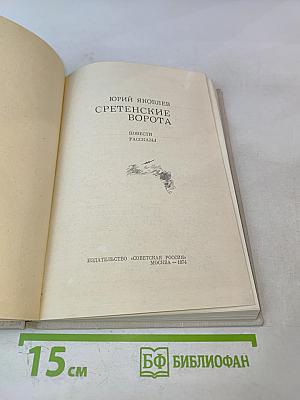 ЮРИЙ ЯКОВЛЕВ
СРЕТЕНСКИЕ
ВОРОТА
ПОВЕСТИ
РАССКАЗЫ
ИЗДАТЕЛЬСТВО «СОВЕТСКАЯ РОССИЯ»
МОСКВА — 1974
15 см
БФ БИБЛИОФАН